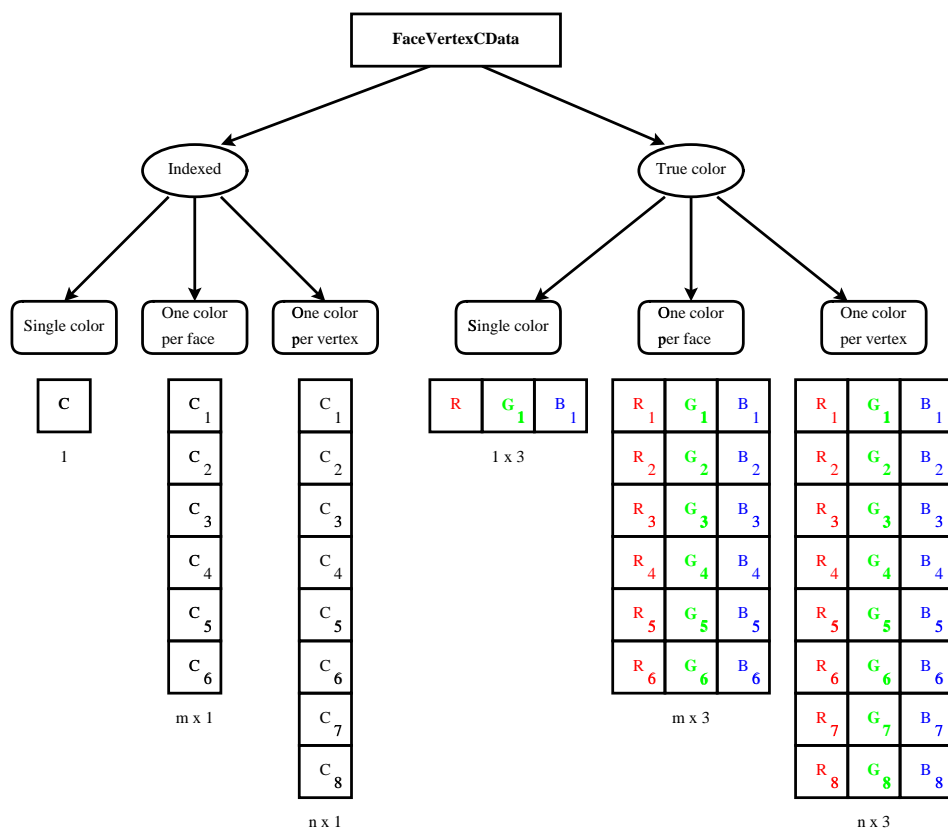 FaceVertexCData
Indexed
True color
Single color
One color
per face
One color
per vertex
Single color
One color
per face
One color
per vertex
C
C1
C1
R G1 B1
R1 G1 B1
R1 G1 B1
1
1 x 3
C2
C2
R2 G2 B2
R2 G2 B2
C3
C3
R3 G3 B3
R3 G3 B3
C4
C4
R4 G4 B4
R4 G4 B4
C5
C5
R5 G5 B5
R5 G5 B5
C6
C6
R6 G6 B6
R6 G6 B6
m x 1
m x 3
C7
R7 G7 B7
C8
R8 G8 B8
n x 1
n x 3